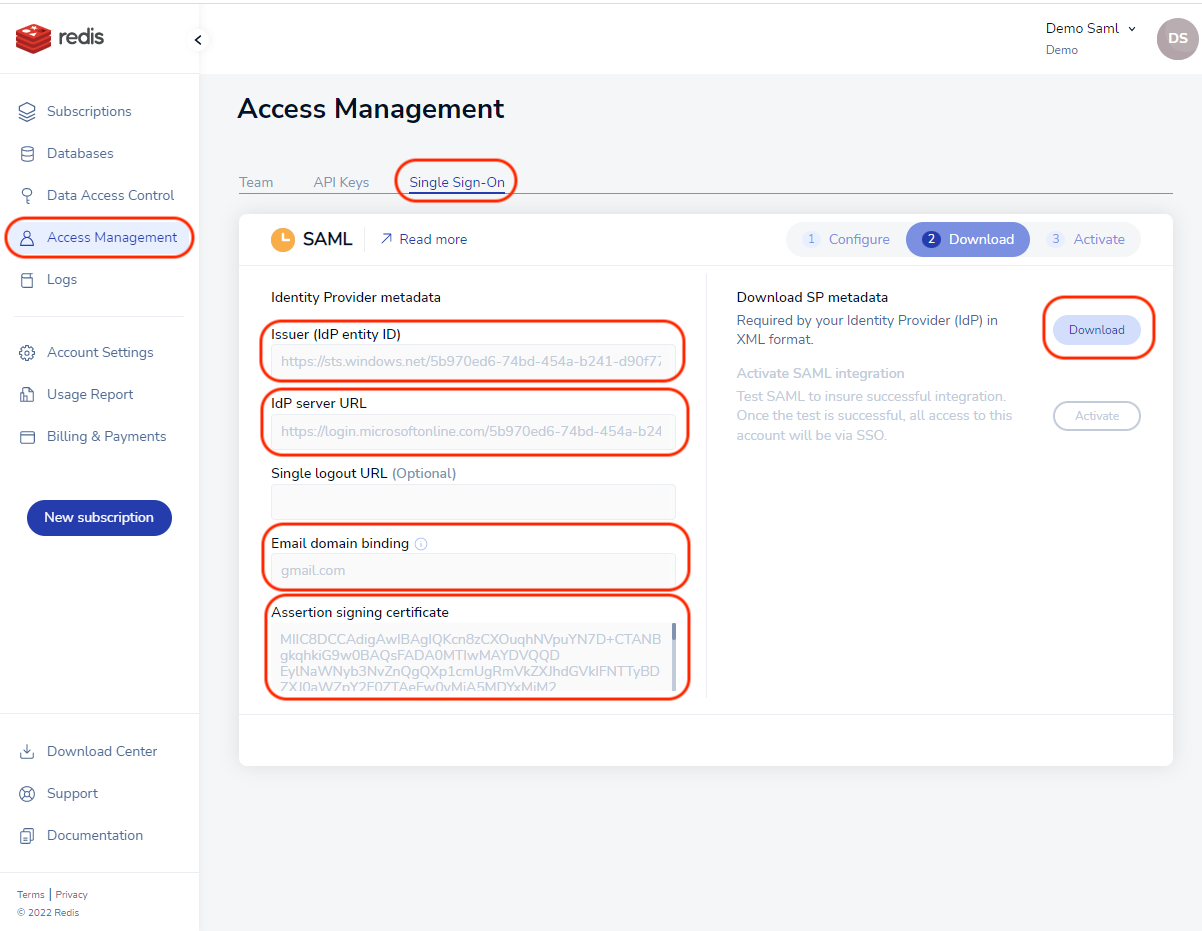 redis
Demo Saml
Demo
DS
Subscriptions
Databases
Data Access Control
Access Management
Logs
Account Settings
Usage Report
Billing & Payments
New subscription
Download Center
Support
Documentation
Terms | Privacy
© 2022 Redis
Access Management
Team API Keys Single Sign-On
SAML Read more
1 Configure 2 Download 3 Activate
Identity Provider metadata
Issuer (IdP entity ID)
https://sts.windows.net/5b970ed6-74bd-454a-b241-d90f77
IdP server URL
https://login.microsoftonline.com/5b970ed6-74bd-454a-b24
Single logout URL (Optional)
Email domain binding
gmail.com
Assertion signing certificate
MIIC8DCCAdigAwIBAgIQKcn8zCXOuqhNVpuYN7D+CTANB
gkqhkiG9w0BAQsFADA0MTIwMAYDVQQD
EylNaWNyb3NvZnQgQXp1cmUgRmVkZXJhdGVkIFNTTyBD
ZXJ0aWZpY2F0ZTAeFw0yMjA5MDYxMjM2
Download SP metadata
Required by your Identity Provider (IdP) in
XML format.
Download
Activate SAML integration
Test SAML to insure successful integration.
Once the test is successful, all access to this
account will be via SSO.
Activate